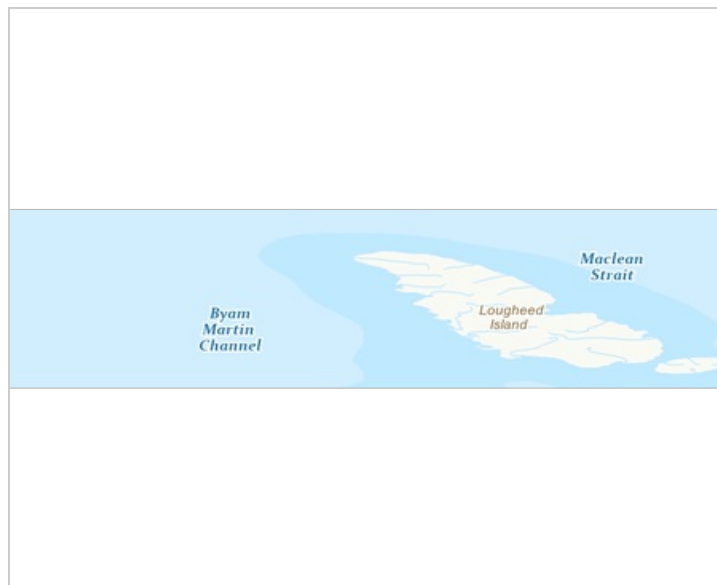 Maclean
Strait
Lougheed
Island
Byam
Martin
Channel